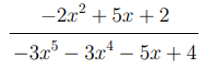 −2x² + 5x + 2
−3x⁵ − 3x⁴ − 5x + 4